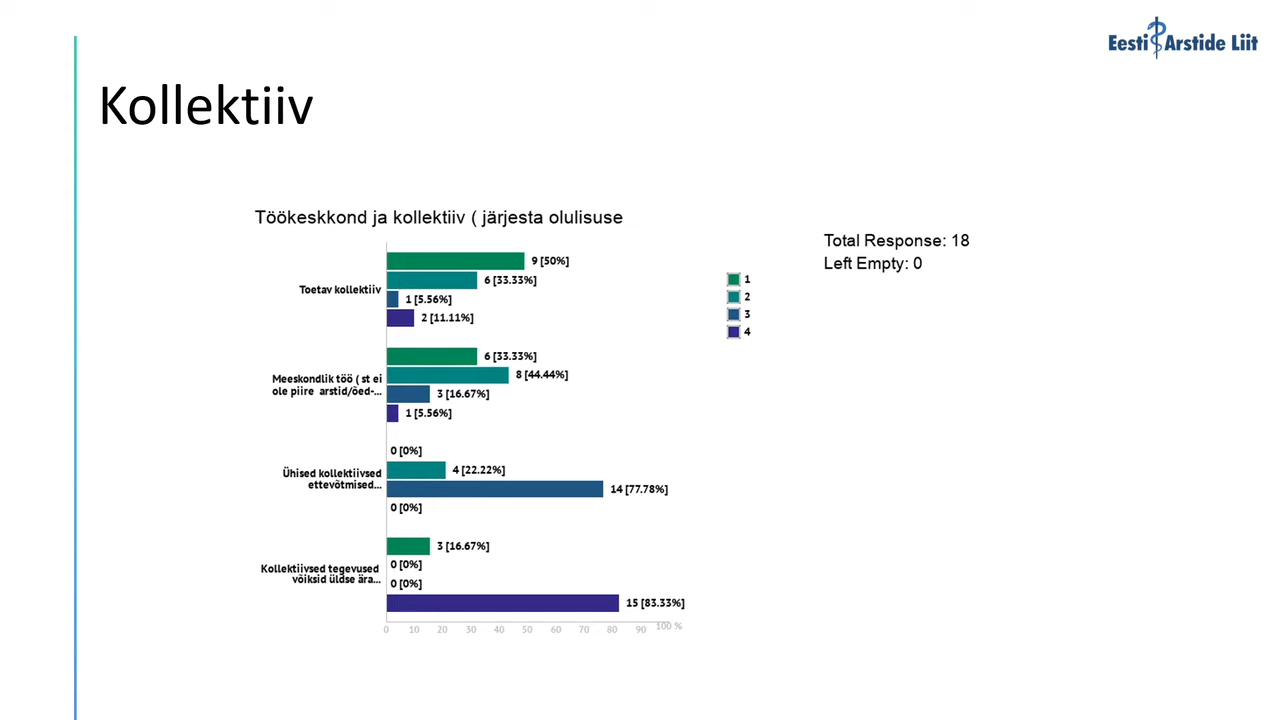 Eesti Arstide Liit
Kollektiiv
Töökeskkond ja kollektiiv ( järjesta olulisuse
Total Response: 18
Left Empty: 0
1
2
3
4
Toetav kollektiiv
9 [50%]
6 [33.33%]
1 [5.56%]
2 [11.11%]
Meeskondlik töö ( st ei
ole piire arstid/õed-...
6 [33.33%]
8 [44.44%]
3 [16.67%]
1 [5.56%]
Ühised kollektiivsed
ettevõtmised...
0 [0%]
4 [22.22%]
14 [77.78%]
0 [0%]
Kollektiivsed tegevused
võiksid üldse ära...
3 [16.67%]
0 [0%]
0 [0%]
15 [83.33%]
0 10 20 30 40 50 60 70 80 90 100 %